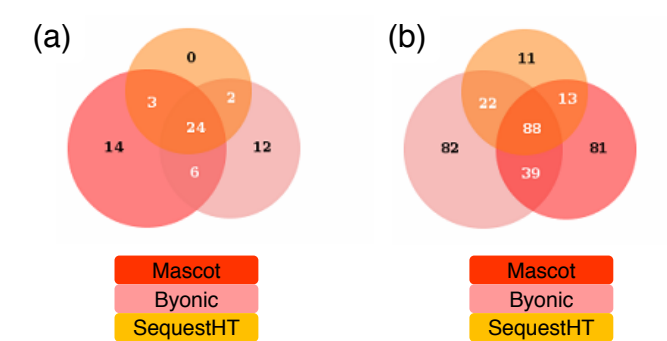 (a)
0
3
2
24
14
12
6
Mascot
Byonic
SequestHT
(b)
11
22
13
88
82
81
39
Mascot
Byonic
SequestHT